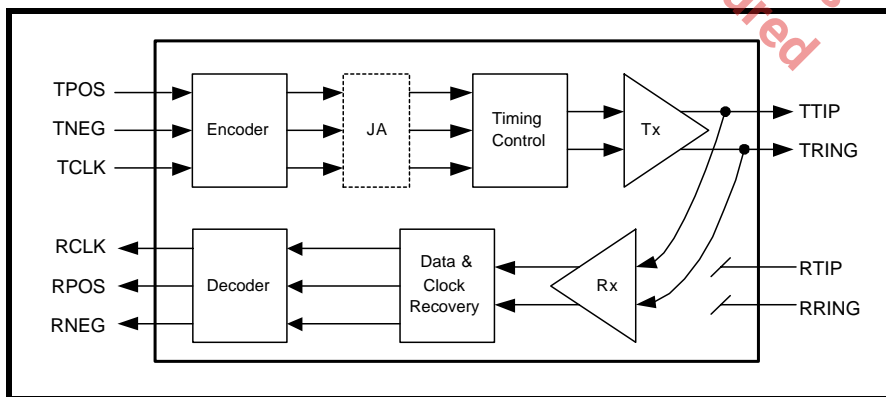 TPOS
TNEG
TCLK
Encoder
JA
Timing
Control
Tx
TTIP
TRING
RCLK
RPOS
RNEG
Decoder
Data &
Clock
Recovery
Rx
RTIP
RRING